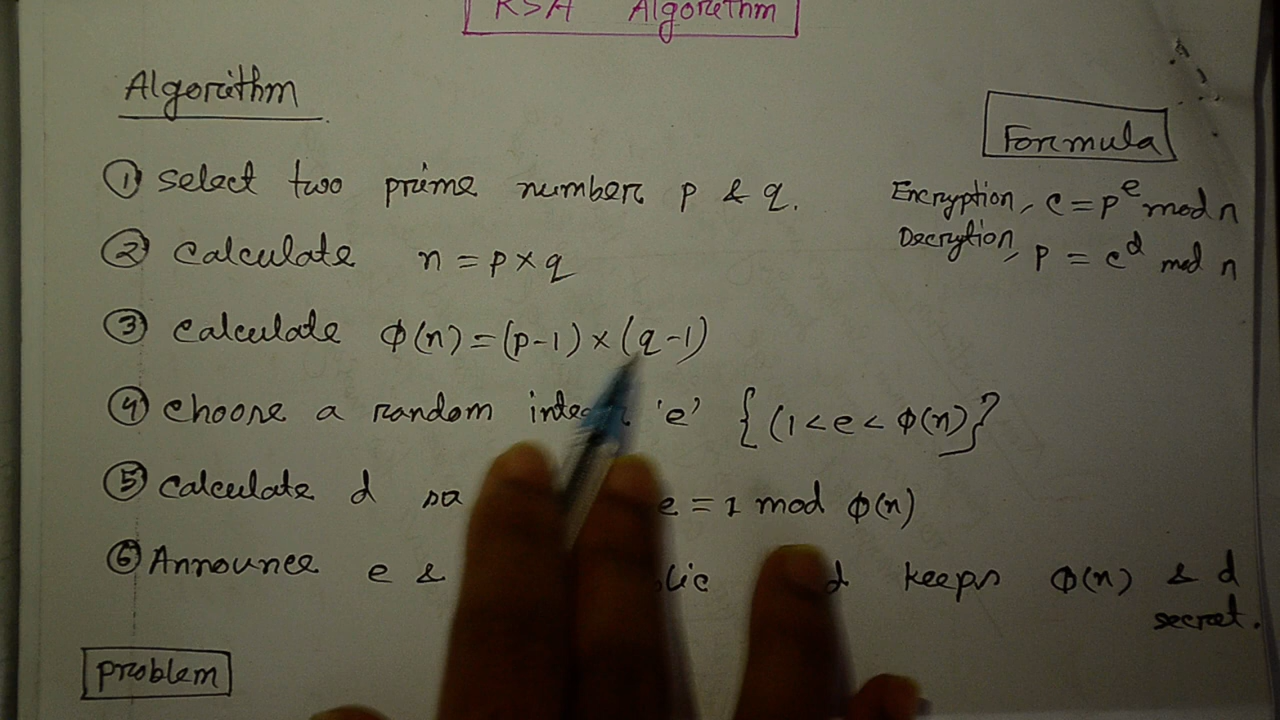 RSA Algorithm
Algorithm
① select two prime number p & q.
② calculate n = p × q
③ calculate Φ(n) = (p-1) × (q-1)
④ choose a random 'e' {(1 < e < Φ(n)}
⑤ calculate d e = 1 mod Φ(n)
⑥ Announce e & keeps Φ(n) & d
secret.
Problem
Formula
Encryption, c = p^e mod n
Decrytion, p = c^d mod n